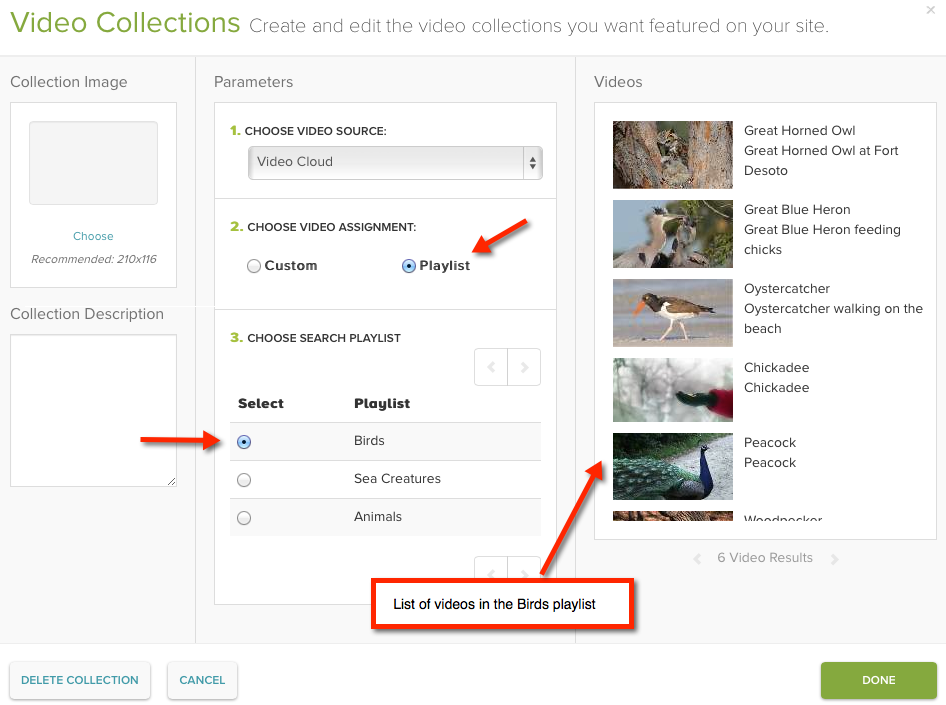 Video Collections Create and edit the video collections you want featured on your site.
×
Collection Image
Choose
Recommended: 210x116
Collection Description
Parameters
1. CHOOSE VIDEO SOURCE:
Video Cloud
2. CHOOSE VIDEO ASSIGNMENT:
Custom
Playlist
3. CHOOSE SEARCH PLAYLIST
Select Playlist
Birds
Sea Creatures
Animals
List of videos in the Birds playlist
Videos
Great Horned Owl
Great Horned Owl at Fort
Desoto
Great Blue Heron
Great Blue Heron feeding
chicks
Oystercatcher
Oystercatcher walking on the
beach
Chickadee
Chickadee
Peacock
Peacock
Woodpecker
6 Video Results
DELETE COLLECTION
CANCEL
DONE